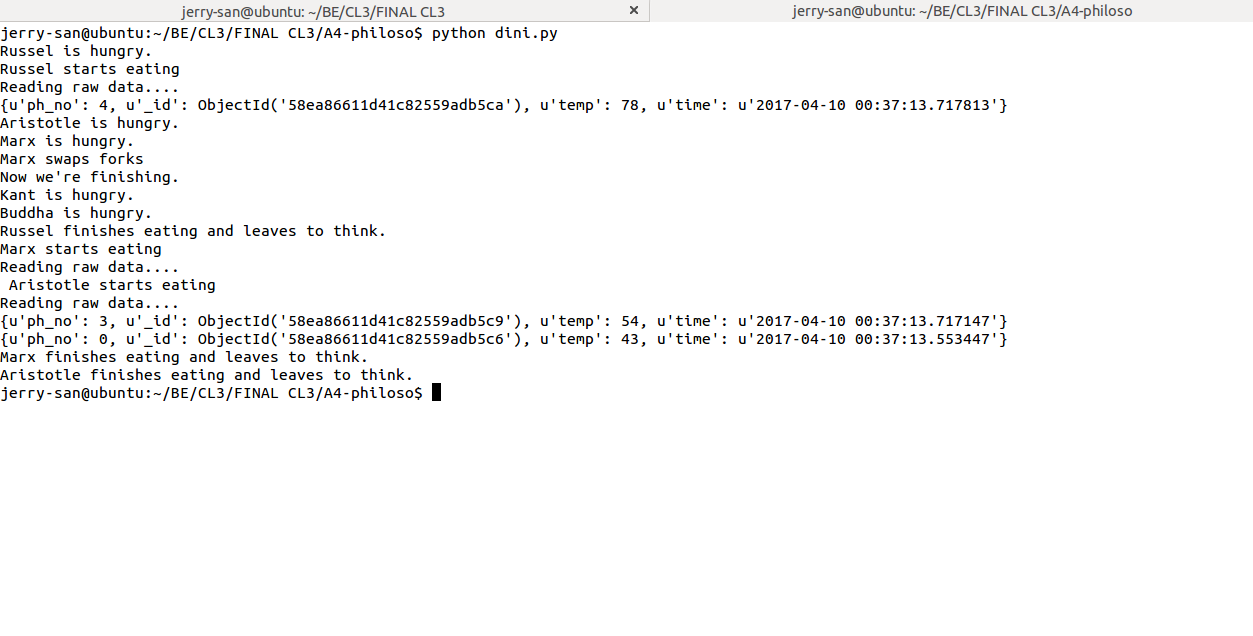 jerry-san@ubuntu: ~/BE/CL3/FINAL CL3 × jerry-san@ubuntu: ~/BE/CL3/FINAL CL3/A4-philoso
jerry-san@ubuntu:~/BE/CL3/FINAL CL3/A4-philoso$ python dini.py
Russel is hungry.
Russel starts eating
Reading raw data....
{u'ph_no': 4, u'_id': ObjectId('58ea86611d41c82559adb5ca'), u'temp': 78, u'time': u'2017-04-10 00:37:13.717813'}
Aristotle is hungry.
Marx is hungry.
Marx swaps forks
Now we're finishing.
Kant is hungry.
Buddha is hungry.
Russel finishes eating and leaves to think.
Marx starts eating
Reading raw data....
 Aristotle starts eating
Reading raw data....
{u'ph_no': 3, u'_id': ObjectId('58ea86611d41c82559adb5c9'), u'temp': 54, u'time': u'2017-04-10 00:37:13.717147'}
{u'ph_no': 0, u'_id': ObjectId('58ea86611d41c82559adb5c6'), u'temp': 43, u'time': u'2017-04-10 00:37:13.553447'}
Marx finishes eating and leaves to think.
Aristotle finishes eating and leaves to think.
jerry-san@ubuntu:~/BE/CL3/FINAL CL3/A4-philoso$